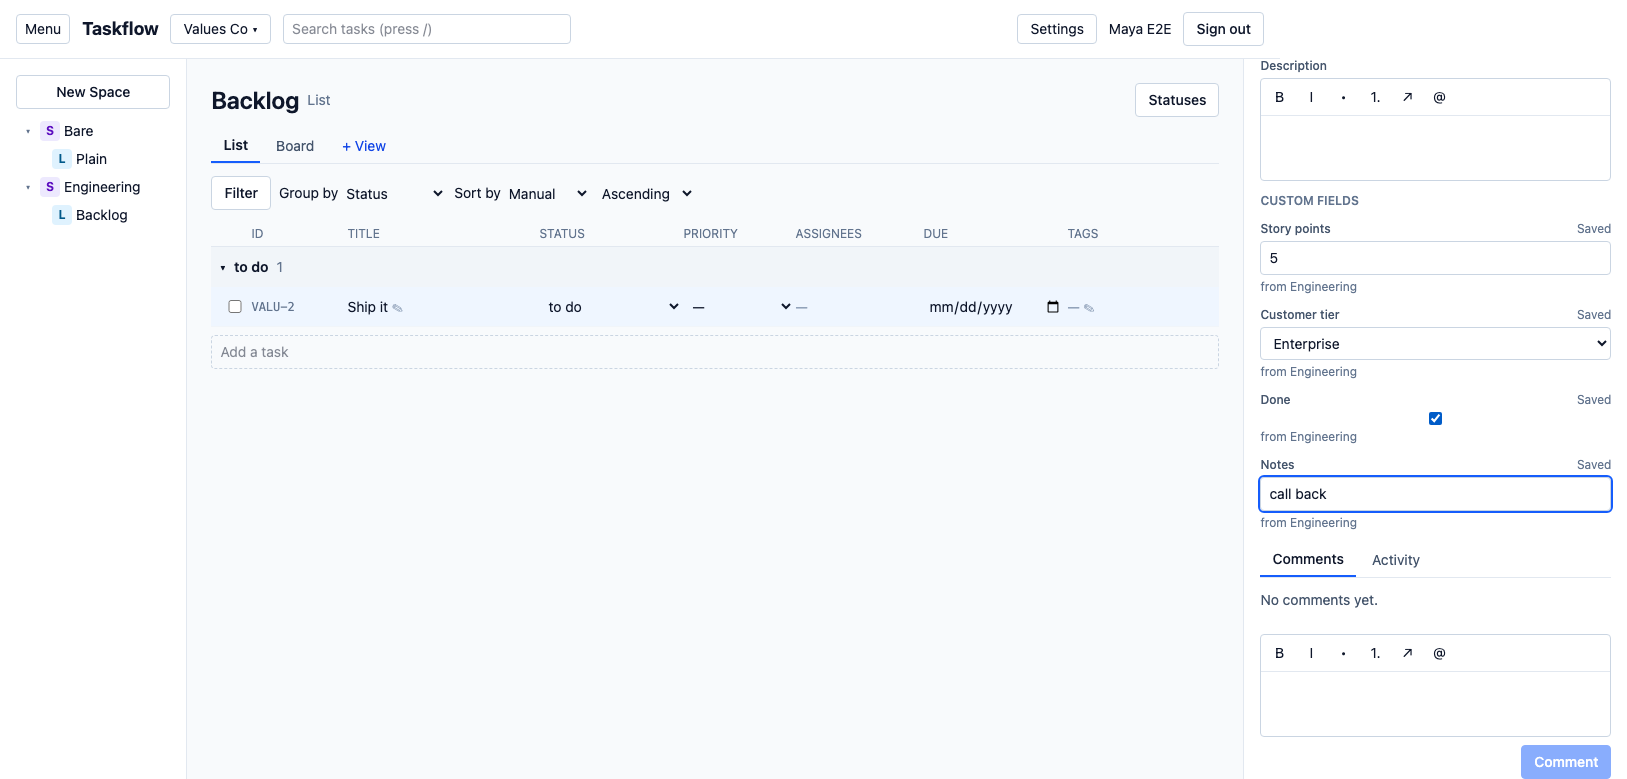 Menu Taskflow Values Co ▾ Search tasks (press /) Settings Maya E2E Sign out
New Space
▾ S Bare
L Plain
▾ S Engineering
L Backlog
Backlog List Statuses
List Board + View
Filter Group by Status Sort by Manual Ascending
ID TITLE STATUS PRIORITY ASSIGNEES DUE TAGS
▾ to do 1
VALU-2 Ship it ✎ to do — — mm/dd/yyyy — ✎
Add a task
Description
B I • 1. ↗ @
CUSTOM FIELDS
Story points Saved
5
from Engineering
Customer tier Saved
Enterprise
from Engineering
Done Saved
from Engineering
Notes Saved
call back
from Engineering
Comments Activity
No comments yet.
B I • 1. ↗ @
Comment